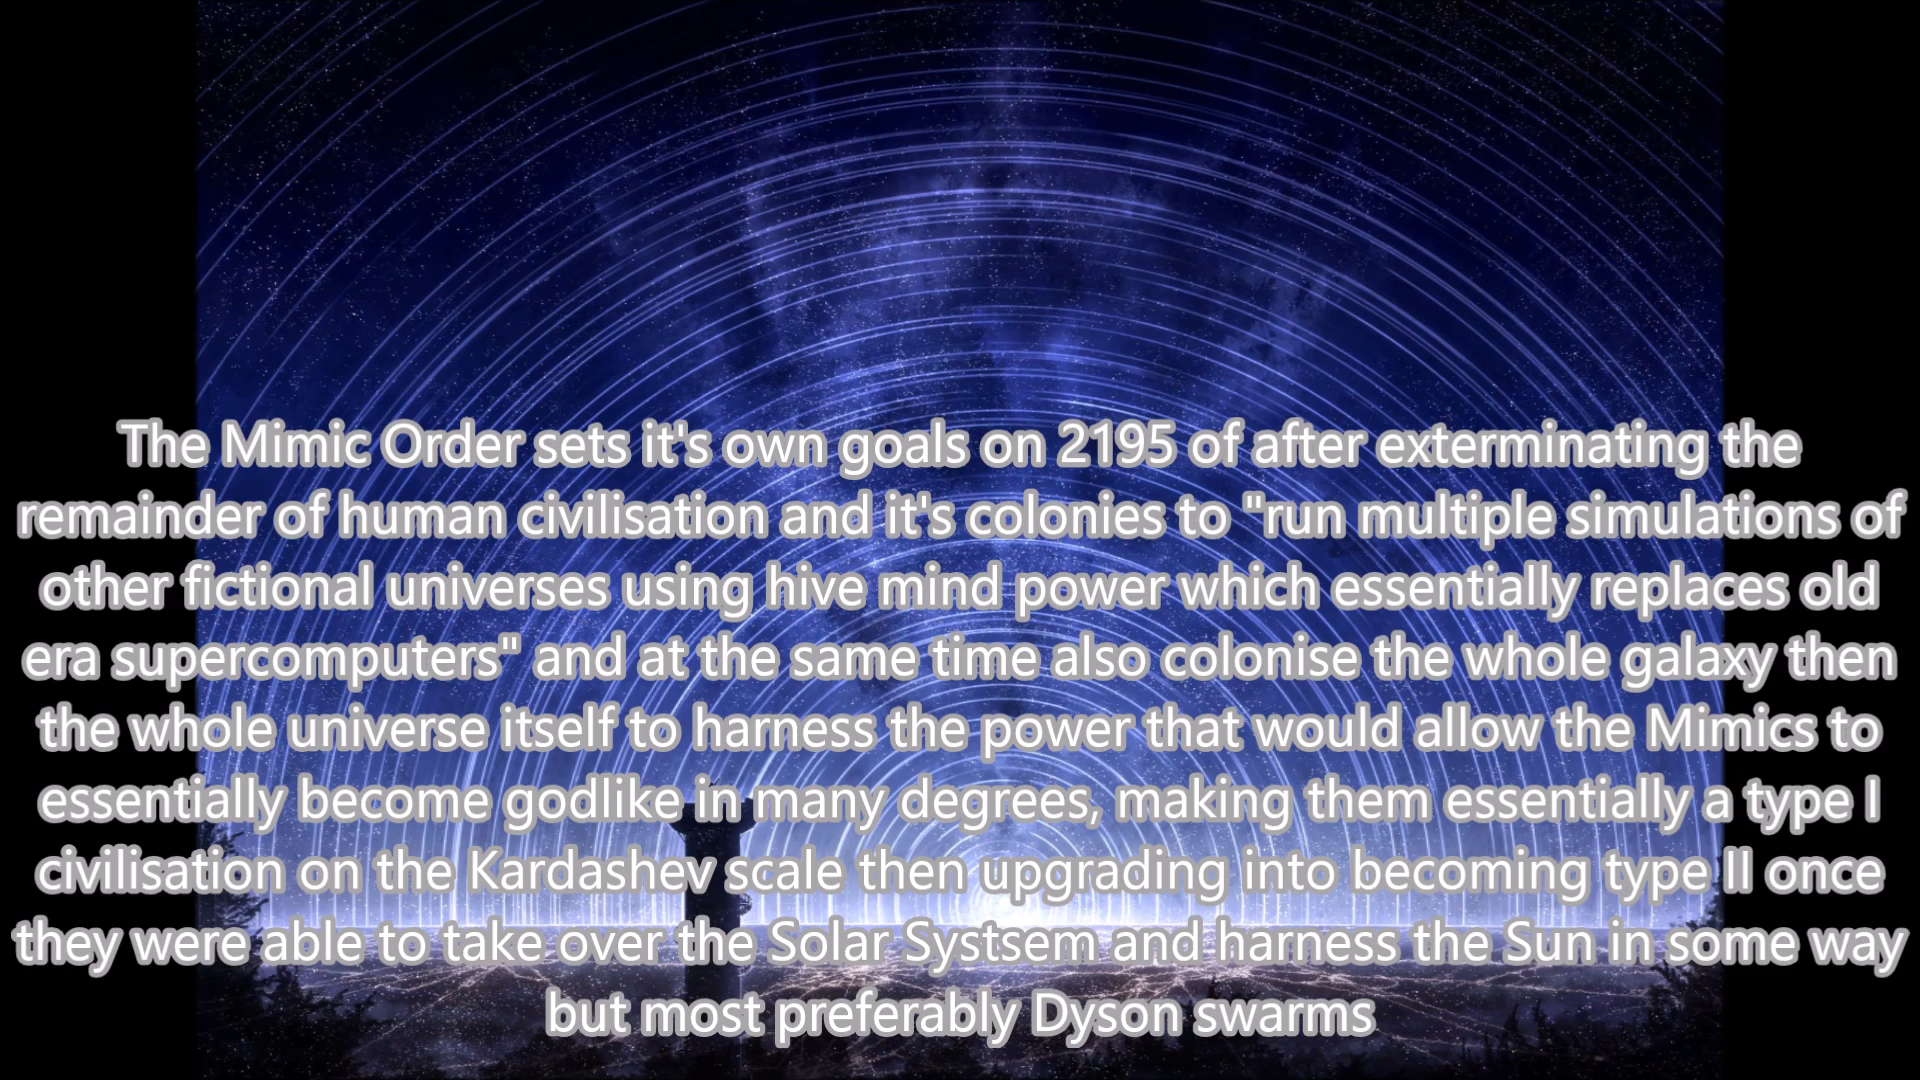 The Mimic Order sets it's own goals on 2195 of after exterminating the
remainder of human civilisation and it's colonies to "run multiple simulations of
other fictional universes using hive mind power which essentially replaces old
era supercomputers" and at the same time also colonise the whole galaxy then
the whole universe itself to harness the power that would allow the Mimics to
essentially become godlike in many degrees, making them essentially a type I
civilisation on the Kardashev scale then upgrading into becoming type II once
they were able to take over the Solar Systsem and harness the Sun in some way
but most preferably Dyson swarms